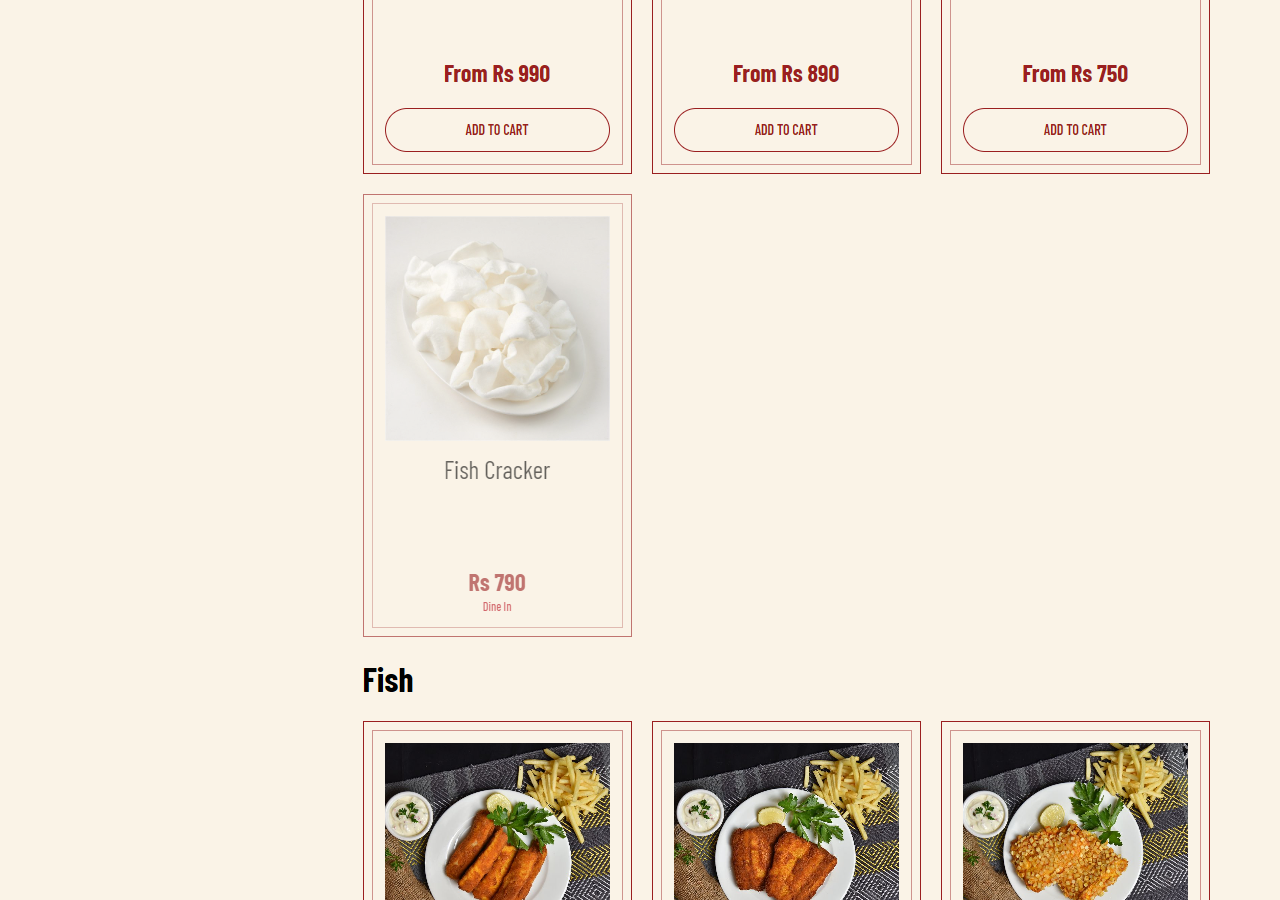 From Rs 990
From Rs 890
From Rs 750
ADD TO CART
ADD TO CART
ADD TO CART
Fish Cracker
Rs 790
Dine In
Fish